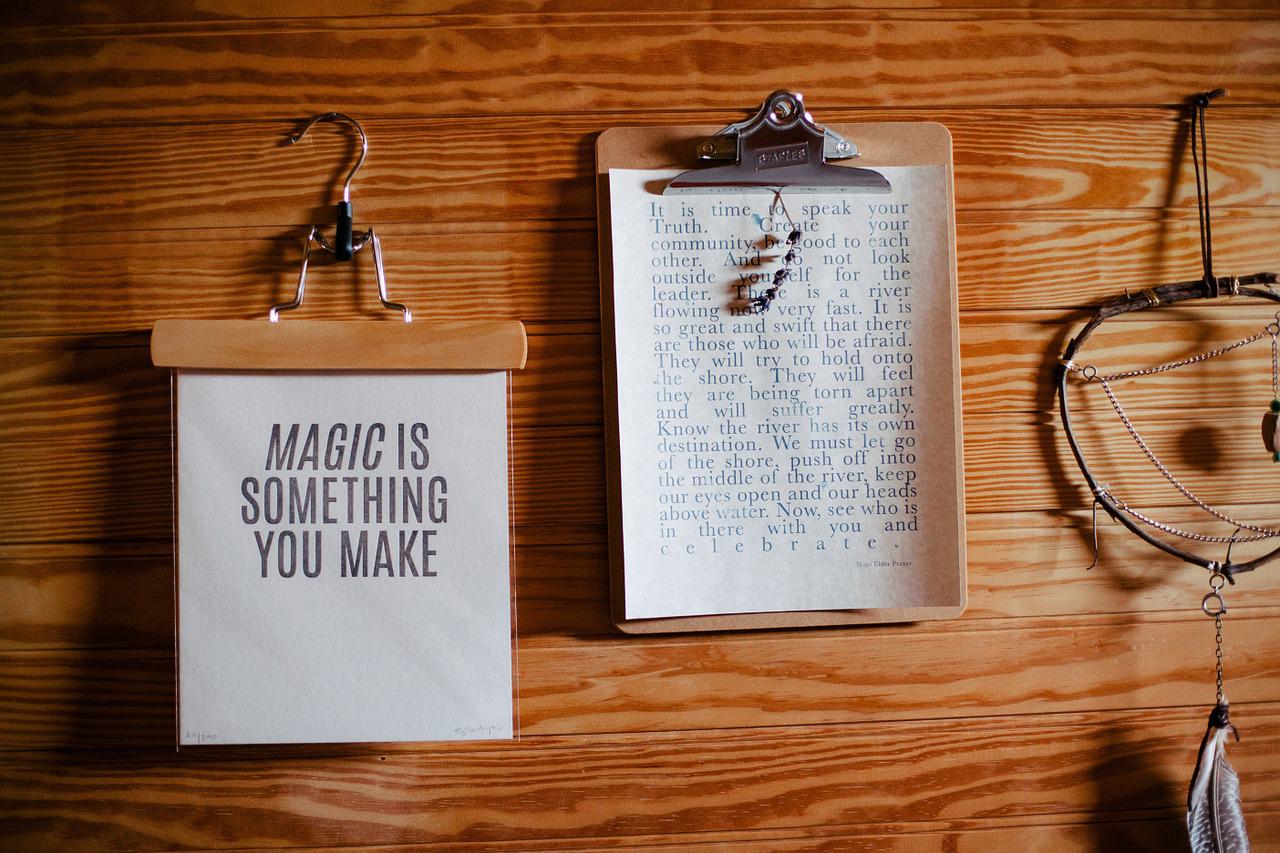 MAGIC IS
SOMETHING
YOU MAKE
STAPLES
It is time to speak your
Truth. Create your
community, be good to each
other. And do not look
outside yourself for the
leader. There is a river
flowing now very fast. It is
so great and swift that there
are those who will be afraid.
They will try to hold onto
the shore. They will feel
they are being torn apart
and will suffer greatly.
Know the river has its own
destination. We must let go
of the shore, push off into
the middle of the river, keep
our eyes open and our heads
above water. Now, see who is
in there with you and
celebrate.
Hopi Elder Prayer